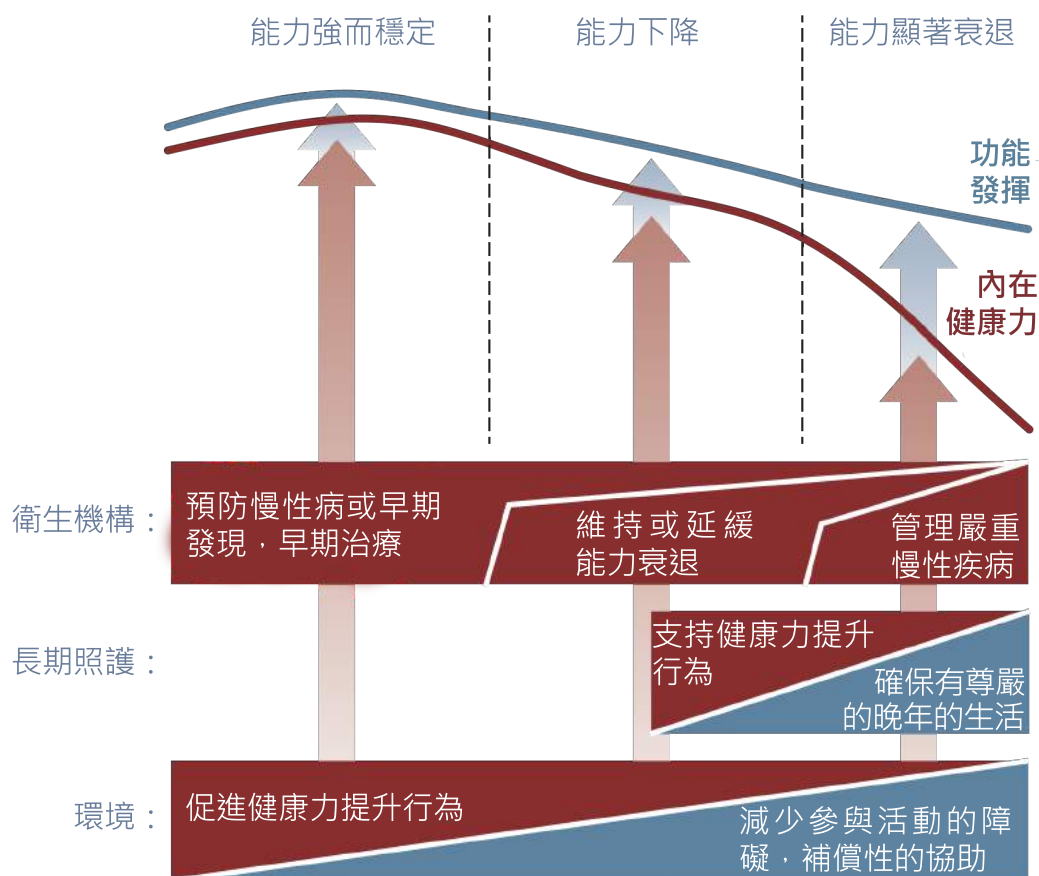 能力強而穩定
能力下降
能力顯著衰退
功能
發揮
內在
健康力
衛生機構：
預防慢性病或早期
發現，早期治療
維持或延緩
能力衰退
管理嚴重
慢性疾病
長期照護：
支持健康力提升
行為
確保有尊嚴
的晚年的生活
環境：
促進健康力提升行為
減少參與活動的障
礙，補償性的協助